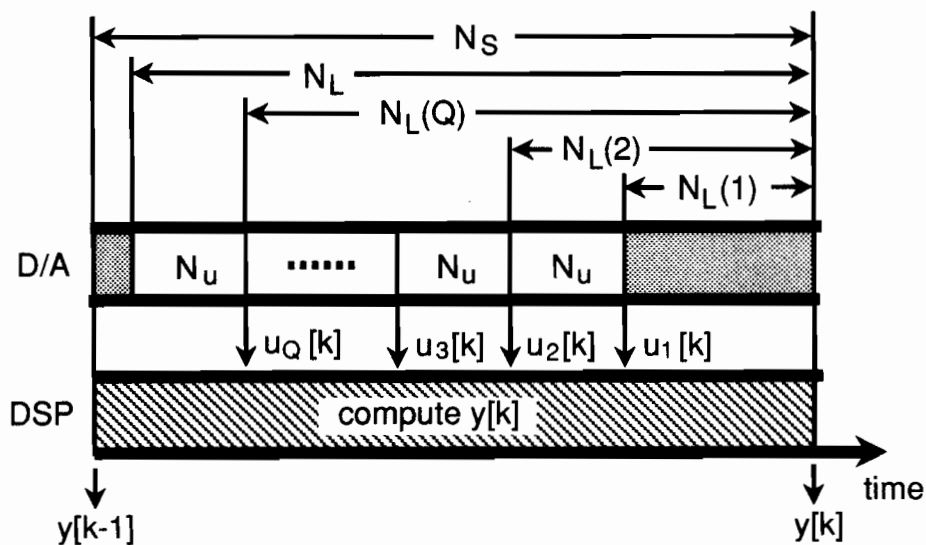 N_S
N_L
N_L(Q)
N_L(2)
N_L(1)
D/A N_u ...... N_u N_u
u_Q[k] u_3[k] u_2[k] u_1[k]
DSP compute y[k]
time
y[k-1] y[k]